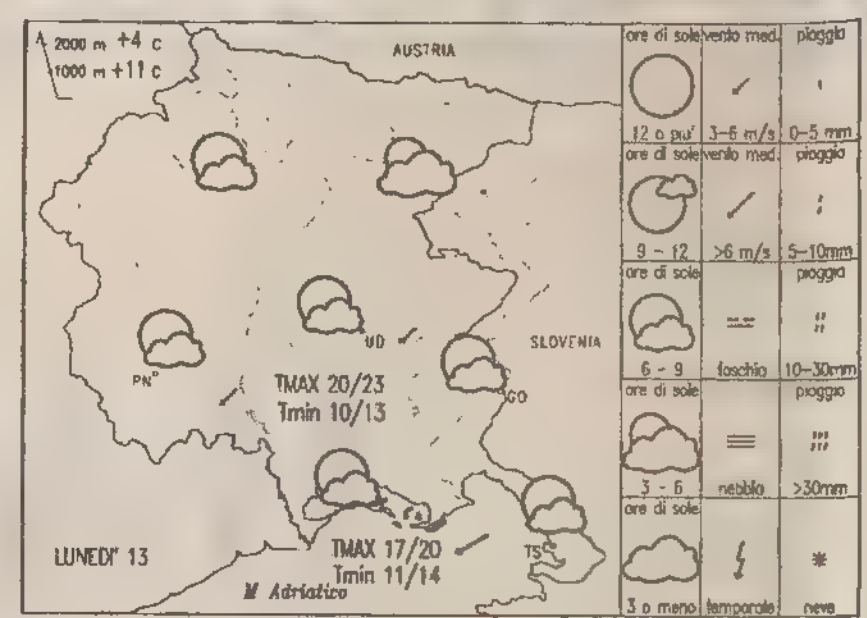 2000 m +4 c
1000 m +11 c
AUSTRIA
SLOVENIA
UD
PN°
GO
TMAX 20/23
Tmin 10/13
TS
LUNEDI' 13
TMAX 17/20
Tmin 11/14
M Adriatico
ore di sole vento med. pioggia
12 o piu' 3-6 m/s 0-5 mm
ore di sole vento med. pioggia
9 - 12 >6 m/s 5-10mm
ore di sole pioggia
6 - 9 foschia 10-30mm
ore di sole pioggia
3 - 6 nebbia >30mm
ore di sole
3 o meno temporale neve